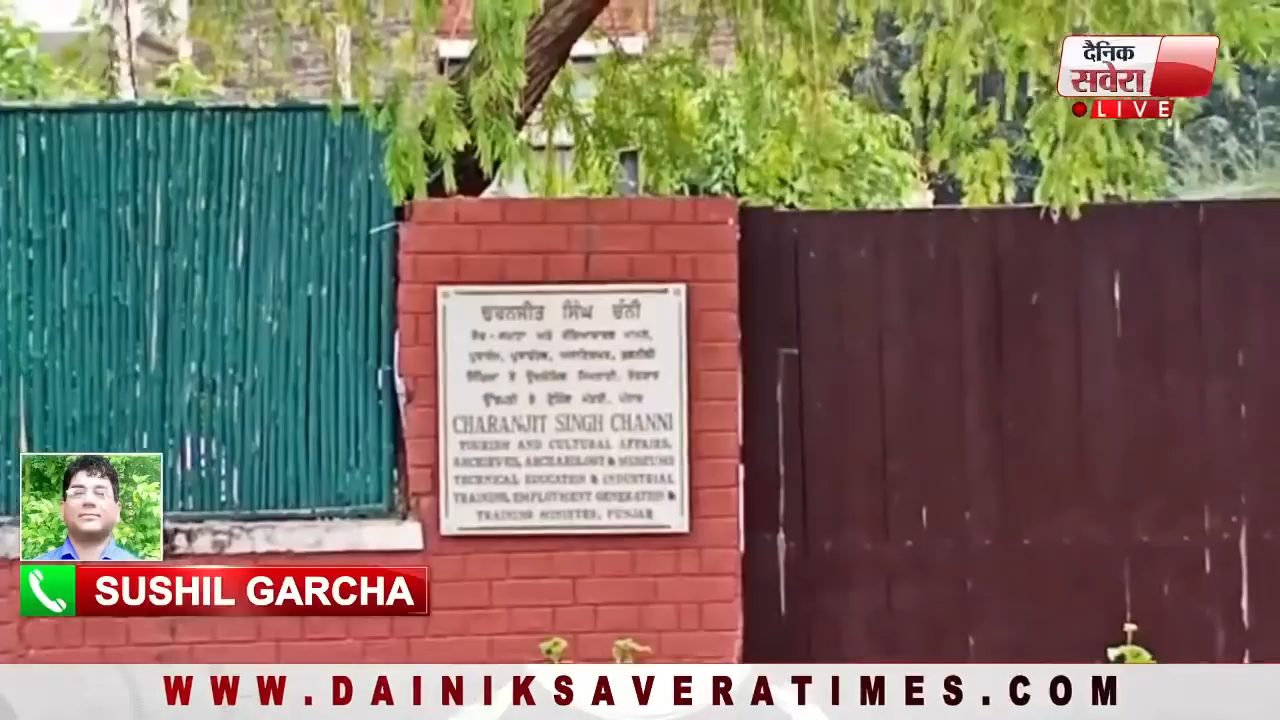 दैनिक
सवेरा
LIVE
ਚਰਨਜੀਤ ਸਿੰਘ ਚੰਨੀ
CHARANJIT SINGH CHANNI
TOURISM AND CULTURAL AFFAIRS,
ARCHIEVES, ARCHAEOLOGY & MUSEUMS
TECHNICAL EDUCATION & INDUSTRIAL
TRAINING, EMPLOYMENT GENERATION &
TRAINING MINISTER, PUNJAB
SUSHIL GARCHA
WWW.DAINIKSAVERATIMES.COM